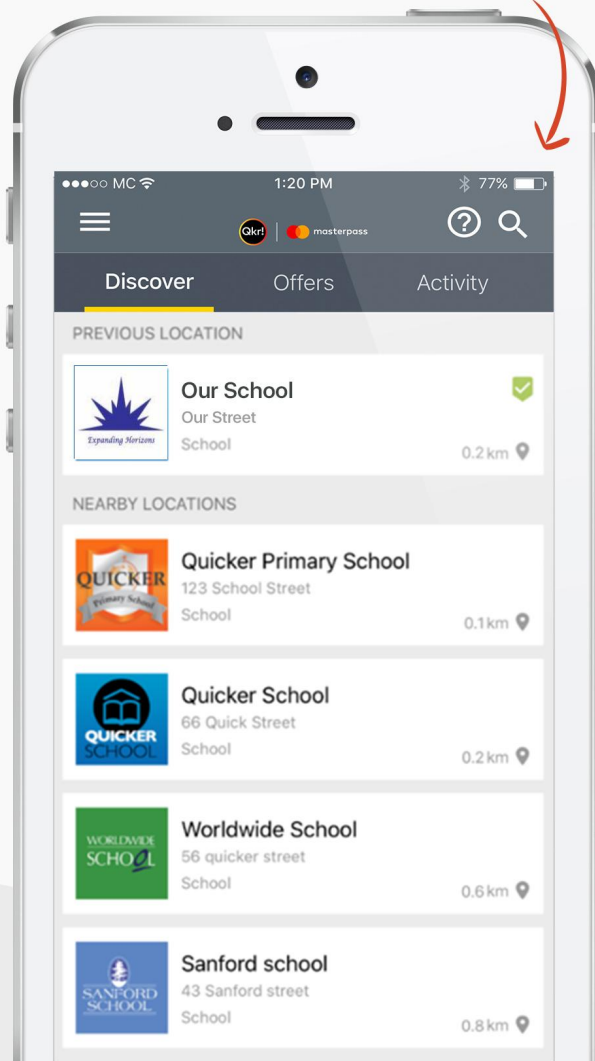 ●●●○○ MC 1:20 PM 77%
Qkr! | masterpass
Discover Offers Activity
PREVIOUS LOCATION
Expanding Horizons
Our School
Our Street
School
0.2 km
NEARBY LOCATIONS
QUICKER
Primary School
Quicker Primary School
123 School Street
School
0.1 km
QUICKER
SCHOOL
Quicker School
66 Quick Street
School
0.2 km
WORLDWIDE
SCHOOL
Worldwide School
56 quicker street
School
0.6 km
SANFORD
SCHOOL
Sanford school
43 Sanford street
School
0.8 km